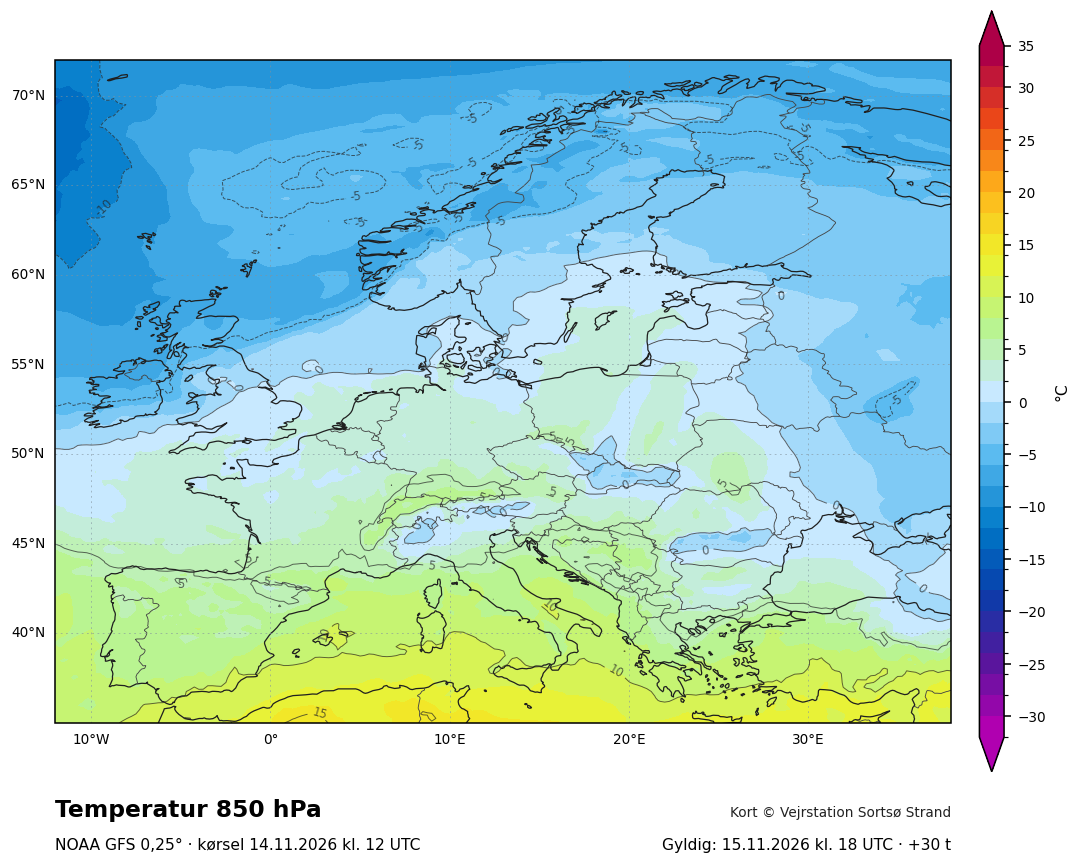 70°N
65°N
60°N
55°N
50°N
45°N
40°N
10°W
0°
10°E
20°E
30°E
35
30
25
20
15
10
5
0
−5
−10
−15
−20
−25
−30
°C
Temperatur 850 hPa
Kort © Vejrstation Sortsø Strand
NOAA GFS 0,25° · kørsel 14.11.2026 kl. 12 UTC
Gyldig: 15.11.2026 kl. 18 UTC · +30 t